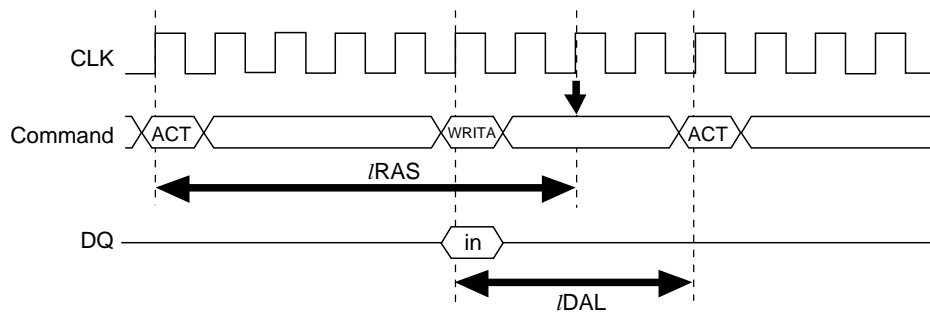 CLK
Command ACT WRITA ACT
lRAS
DQ in
lDAL